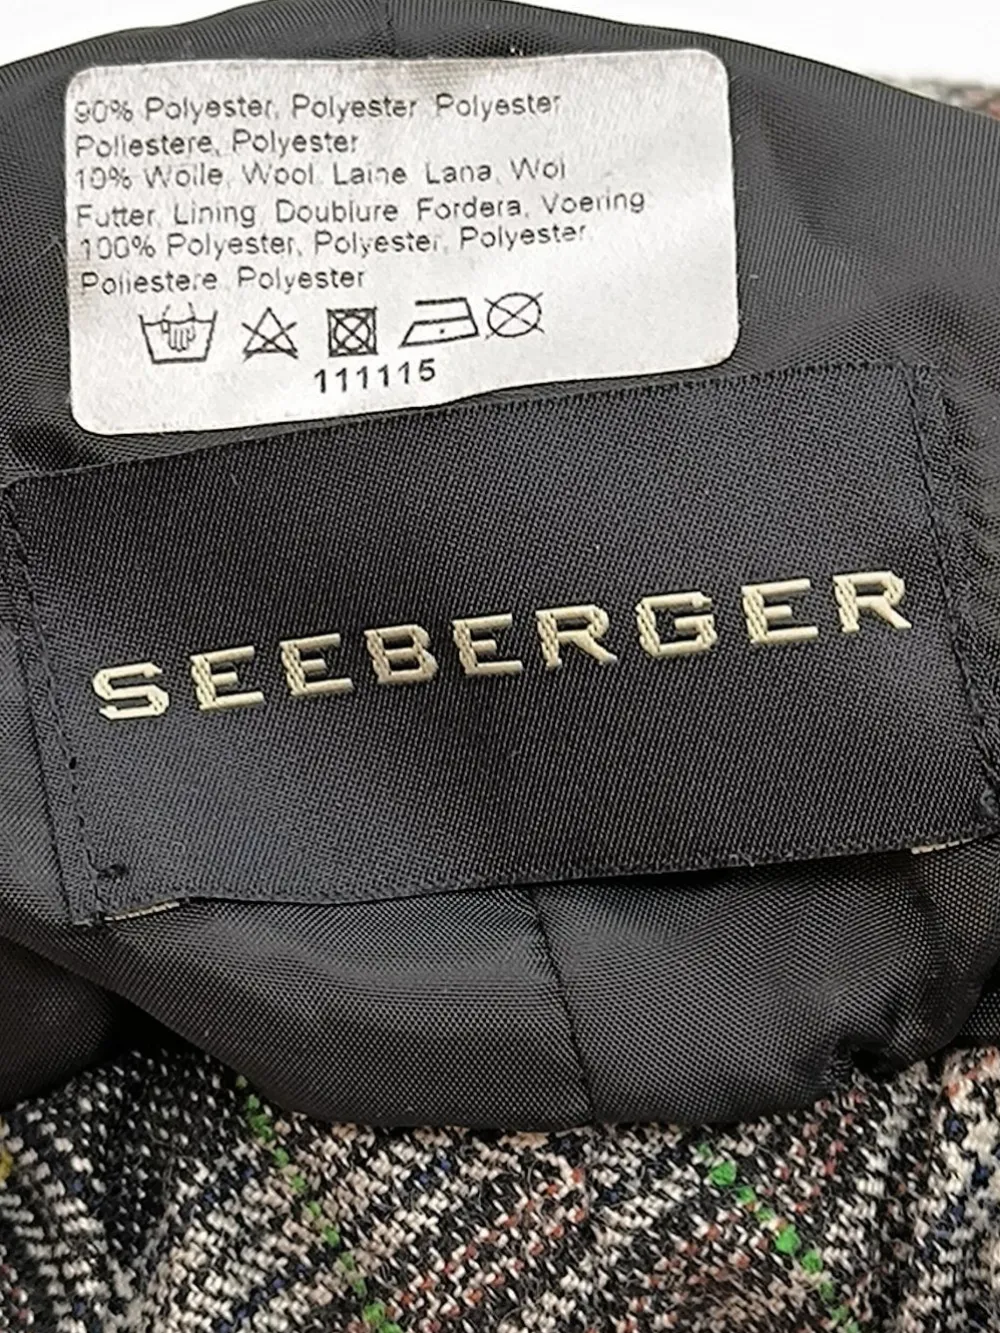 90% Polyester, Polyester Polyester
Poliestere, Polyester
10% Wolle, Wool Laine Lana, Wol
Futter, Lining Doublure Fordera, Voering
100% Polyester, Polyester, Polyester
Poliestere Polyester
111115
SEEBERGER